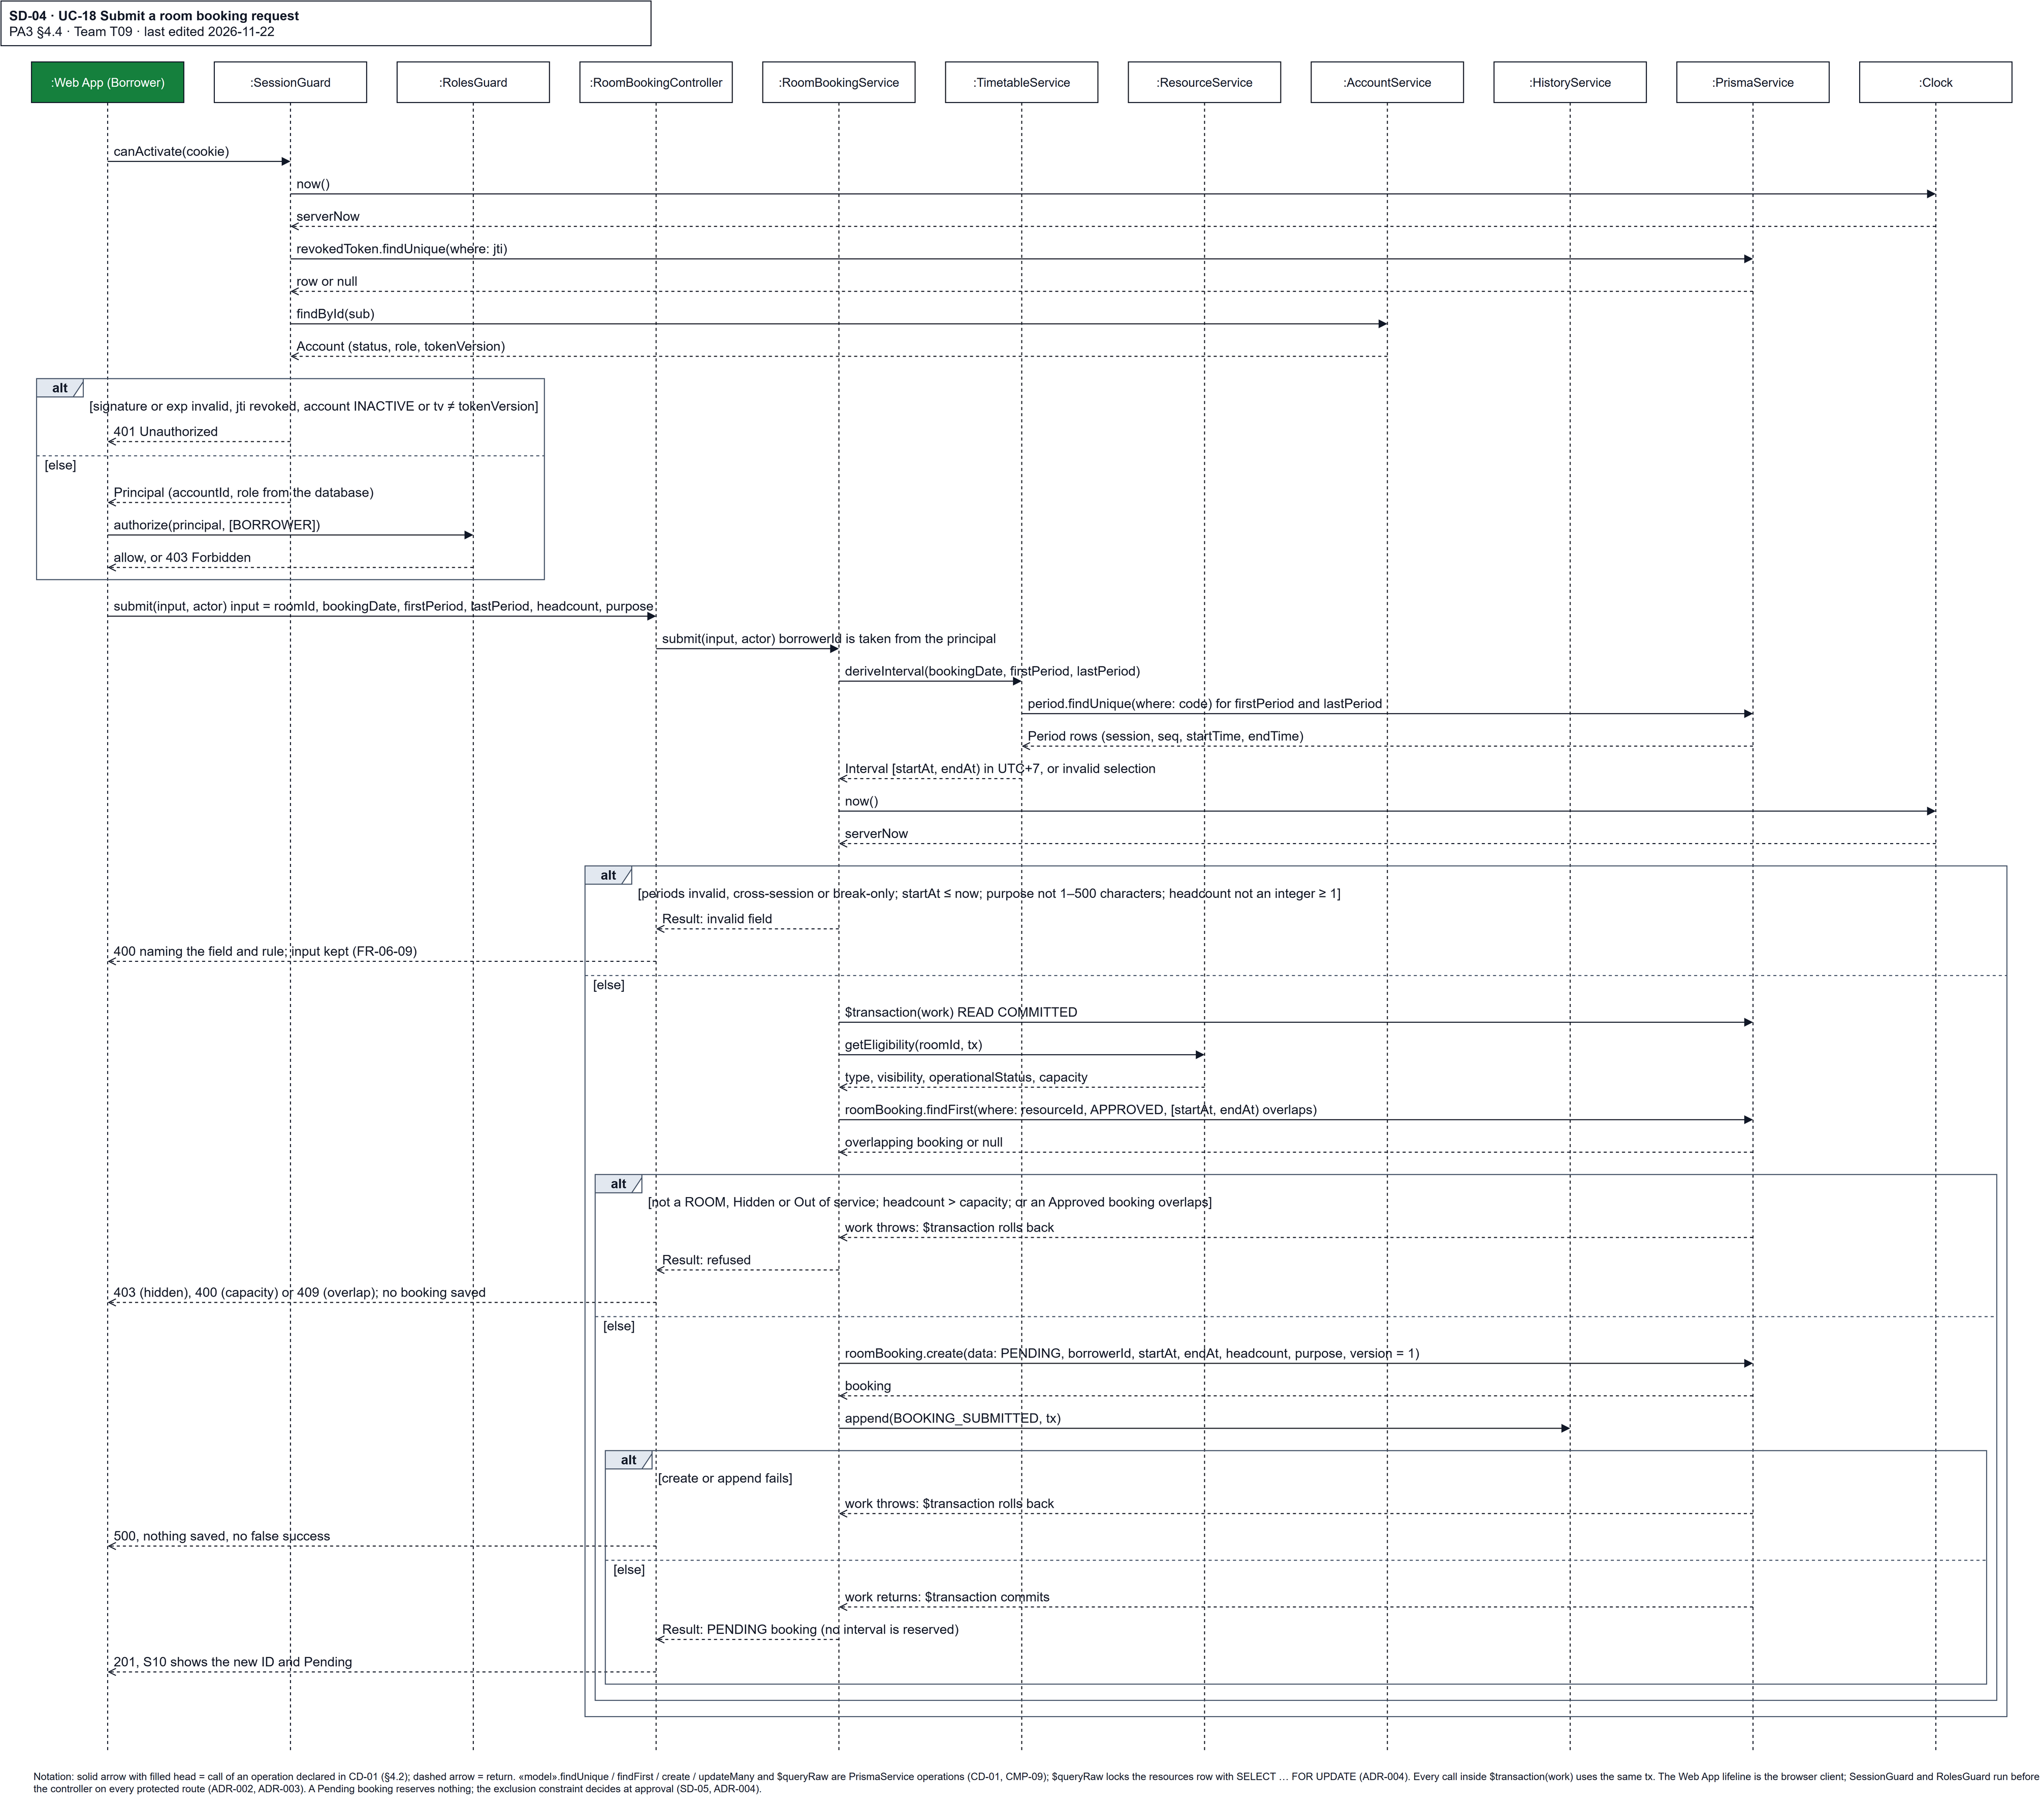 SD-04 · UC-18 Submit a room booking request
PA3 §4.4 · Team T09 · last edited 2026-11-22
:Web App (Borrower)
:SessionGuard
:RolesGuard
:RoomBookingController
:RoomBookingService
:TimetableService
:ResourceService
:AccountService
:HistoryService
:PrismaService
:Clock
canActivate(cookie)
now()
serverNow
revokedToken.findUnique(where: jti)
row or null
findById(sub)
Account (status, role, tokenVersion)
alt
[signature or exp invalid, jti revoked, account INACTIVE or tv ≠ tokenVersion]
401 Unauthorized
[else]
Principal (accountId, role from the database)
authorize(principal, [BORROWER])
allow, or 403 Forbidden
submit(input, actor) input = roomId, bookingDate, firstPeriod, lastPeriod, headcount, purpose
submit(input, actor) borrowerId is taken from the principal
deriveInterval(bookingDate, firstPeriod, lastPeriod)
period.findUnique(where: code) for firstPeriod and lastPeriod
Period rows (session, seq, startTime, endTime)
Interval [startAt, endAt) in UTC+7, or invalid selection
now()
serverNow
alt
[periods invalid, cross-session or break-only; startAt ≤ now; purpose not 1–500 characters; headcount not an integer ≥ 1]
Result: invalid field
400 naming the field and rule; input kept (FR-06-09)
[else]
$transaction(work) READ COMMITTED
getEligibility(roomId, tx)
type, visibility, operationalStatus, capacity
roomBooking.findFirst(where: resourceId, APPROVED, [startAt, endAt) overlaps)
overlapping booking or null
alt
[not a ROOM, Hidden or Out of service; headcount > capacity; or an Approved booking overlaps]
work throws: $transaction rolls back
Result: refused
403 (hidden), 400 (capacity) or 409 (overlap); no booking saved
[else]
roomBooking.create(data: PENDING, borrowerId, startAt, endAt, headcount, purpose, version = 1)
booking
append(BOOKING_SUBMITTED, tx)
alt
[create or append fails]
work throws: $transaction rolls back
500, nothing saved, no false success
[else]
work returns: $transaction commits
Result: PENDING booking (no interval is reserved)
201, S10 shows the new ID and Pending
Notation: solid arrow with filled head = call of an operation declared in CD-01 (§4.2); dashed arrow = return. «model».findUnique / findFirst / create / updateMany and $queryRaw are PrismaService operations (CD-01, CMP-09); $queryRaw locks the resources row with SELECT … FOR UPDATE (ADR-004). Every call inside $transaction(work) uses the same tx. The Web App lifeline is the browser client; SessionGuard and RolesGuard run before
the controller on every protected route (ADR-002, ADR-003). A Pending booking reserves nothing; the exclusion constraint decides at approval (SD-05, ADR-004).